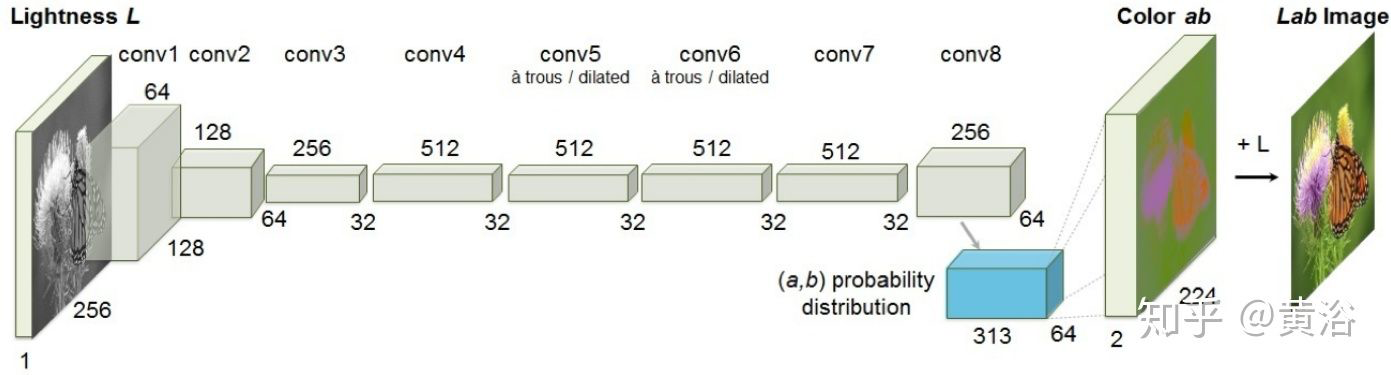 Lightness L
Color ab
Lab Image
conv1
conv2
conv3
conv4
conv5
à trous / dilated
conv6
à trous / dilated
conv7
conv8
64
128
256
512
512
512
512
256
+ L
64
32
32
32
32
32
64
128
256
1
(a,b) probability
distribution
313
64
224
2
知乎 @黄浴